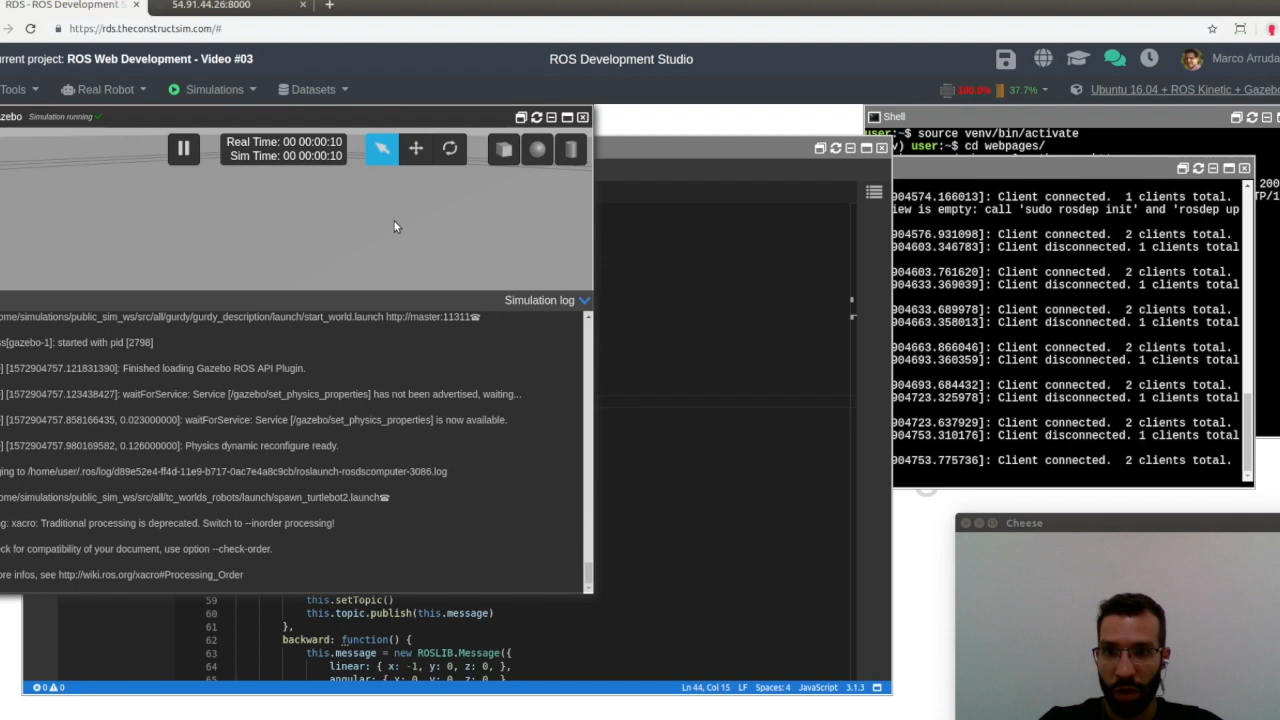 RDS - ROS Development S
54.91.44.26:8000
https://rds.theconstructsim.com/#
urrent project: ROS Web Development - Video #03
ROS Development Studio
Marco Arruda
Tools
Real Robot
Simulations
Datasets
100.0%
37.7%
Ubuntu 16.04 + ROS Kinetic + Gazebo
azebo Simulation running
Real Time: 00 00:00:10
Sim Time: 00 00:00:10
Simulation log
ome/simulations/public_sim_ws/src/all/gurdy/gurdy_description/launch/start_world.launch http://master:11311☎
ss[gazebo-1]: started with pid [2798]
] [1572904757.121831390]: Finished loading Gazebo ROS API Plugin.
] [1572904757.123438427]: waitForService: Service [/gazebo/set_physics_properties] has not been advertised, waiting...
] [1572904757.858166435, 0.023000000]: waitForService: Service [/gazebo/set_physics_properties] is now available.
] [1572904757.980169582, 0.126000000]: Physics dynamic reconfigure ready.
ging to /home/user/.ros/log/d89e52e4-ff4d-11e9-b717-0ac7e4a8c9cb/roslaunch-rosdscomputer-3086.log
ome/simulations/public_sim_ws/src/all/tc_worlds_robots/launch/spawn_turtlebot2.launch☎
ng: xacro: Traditional processing is deprecated. Switch to --inorder processing!
ck for compatibility of your document, use option --check-order.
ore infos, see http://wiki.ros.org/xacro#Processing_Order
59 this.setTopic()
60 this.topic.publish(this.message)
61 },
62 backward: function() {
63 this.message = new ROSLIB.Message({
64 linear: { x: -1, y: 0, z: 0, },
65 angular: { x: 0, y: 0, z: 0, },
0 0
Ln 44, Col 15 LF Spaces: 4 JavaScript 3.1.3
Shell
user:~$ source venv/bin/activate
v) user:~$ cd webpages/
200
TP/1
904574.166013]: Client connected. 1 clients total.
iew is empty: call 'sudo rosdep init' and 'rosdep up
904576.931098]: Client connected. 2 clients total.
904603.346783]: Client disconnected. 1 clients total
904603.761620]: Client connected. 2 clients total.
904633.369039]: Client disconnected. 1 clients total
904633.689978]: Client connected. 2 clients total.
904663.358013]: Client disconnected. 1 clients total
904663.866046]: Client connected. 2 clients total.
904693.360359]: Client disconnected. 1 clients total
904693.684432]: Client connected. 2 clients total.
904723.325978]: Client disconnected. 1 clients total
904723.637929]: Client connected. 2 clients total.
904753.310176]: Client disconnected. 1 clients total
904753.775736]: Client connected. 2 clients total.
Cheese